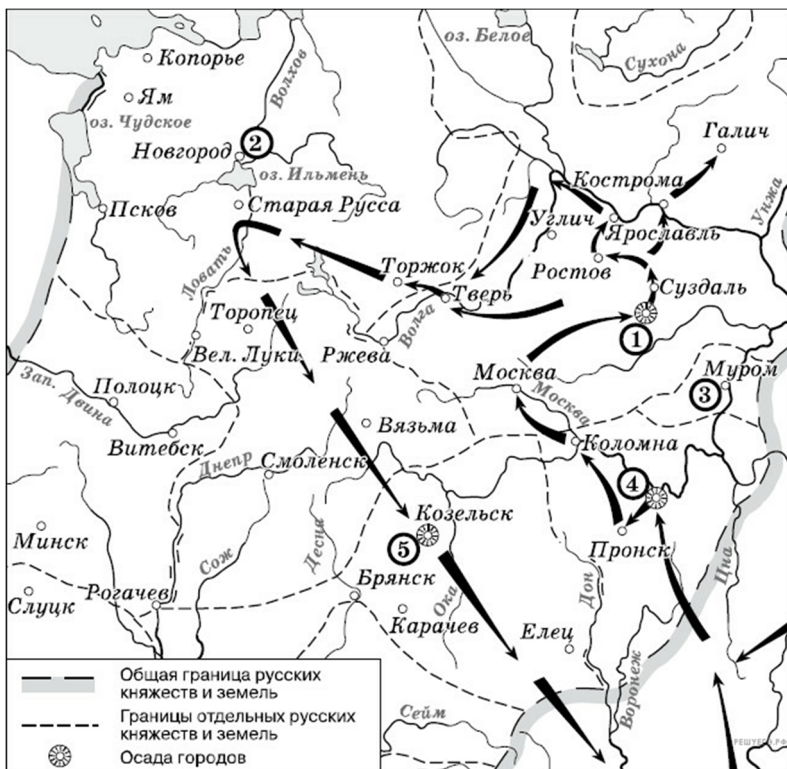 оз. Белое
Копорье
Волхов
Сухона
Ям
оз. Чудское
Галич
2
Новгород
оз. Ильмень
Кострома
Унжа
Псков
Старая Русса
Углич
Ярославль
Ловать
Торжок
Ростов
Тверь
Суздаль
Торопец
Волга
1
Вел. Луки
Ржева
Москва
Муром
Зап. Двина
Полоцк
Москва
3
Вязьма
Витебск
Коломна
Днепр
Смоленск
4
Козельск
Минск
Десна
5
Пронск
Цна
Сож
Брянск
Слуцк
Рогачев
Ока
Дон
Карачев
Елец
Воронеж
Общая граница русских
княжеств и земель
Сейм
Границы отдельных русских
княжеств и земель
Осада городов
РЕШУЕГЭ.РФ